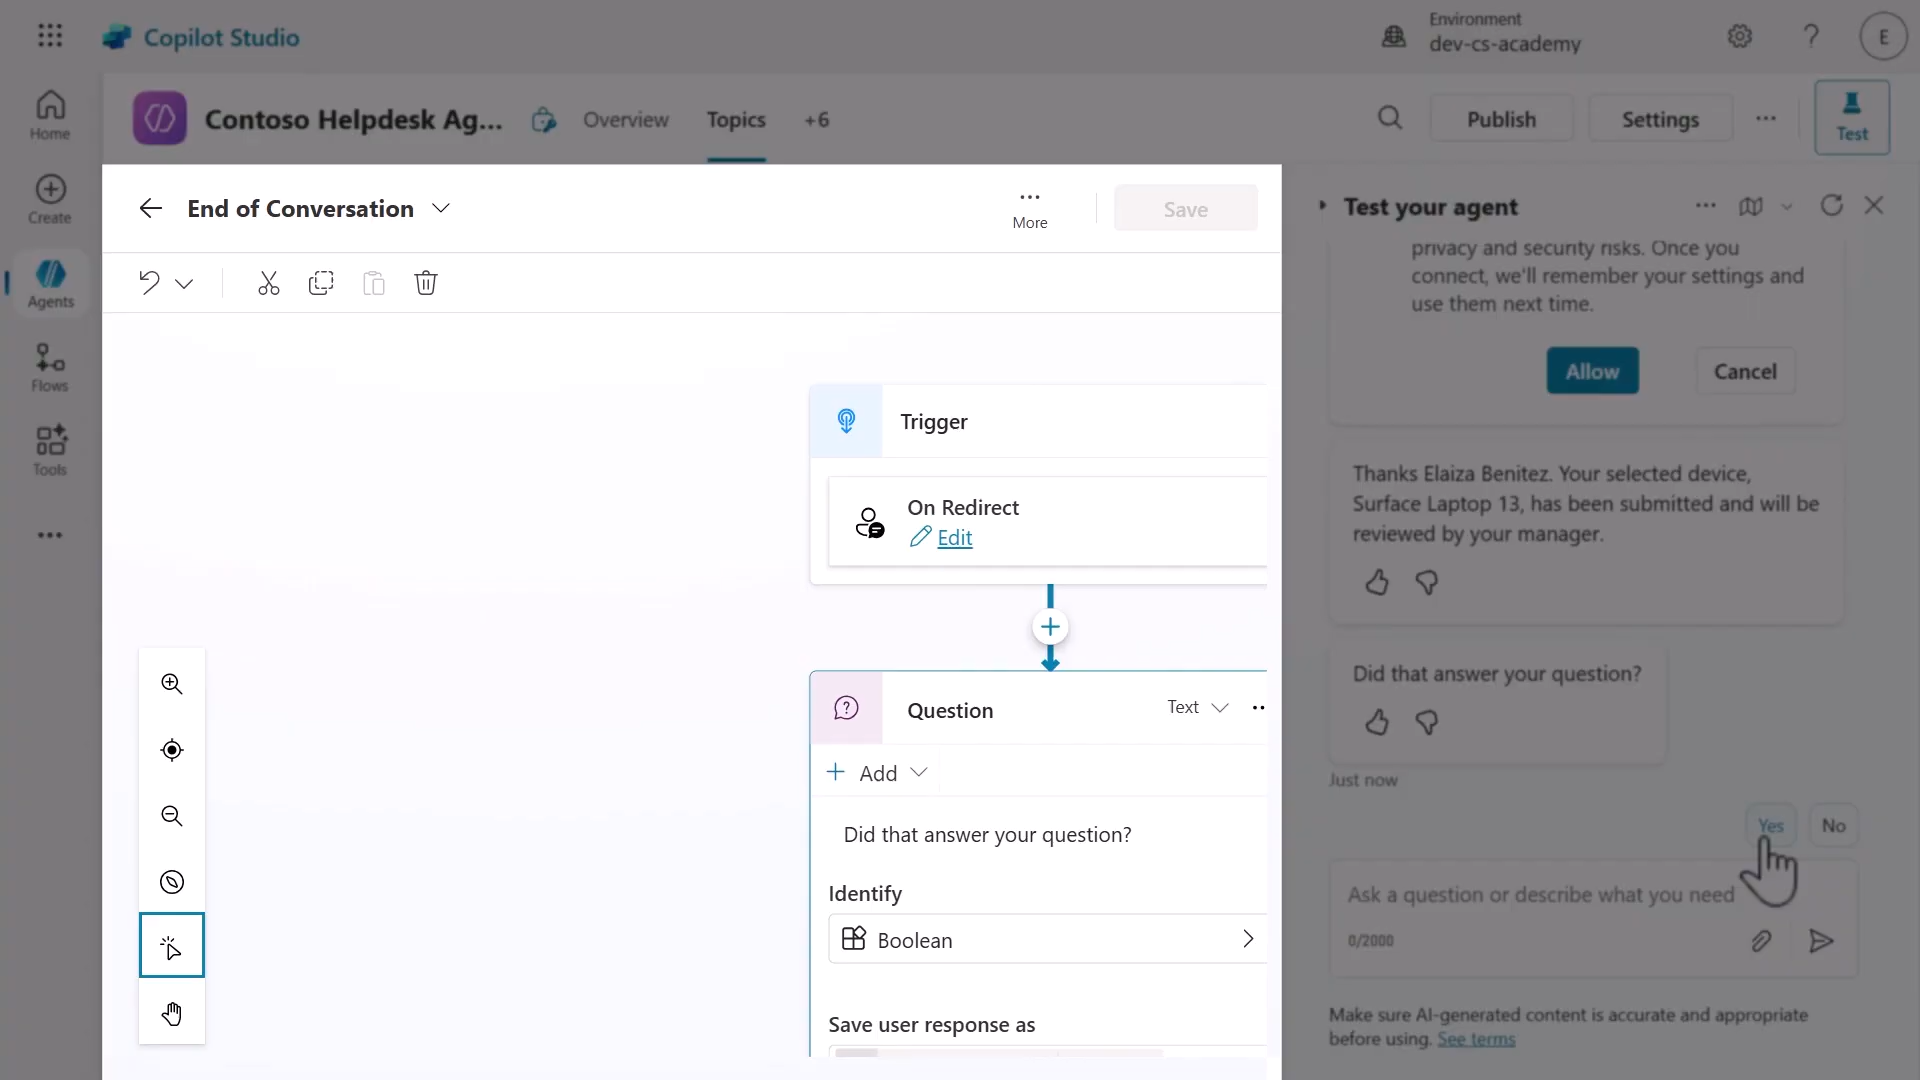 Copilot Studio
Environment
dev-cs-academy
?
E
Home
Create
Agents
Flows
Tools
Contoso Helpdesk Ag...
Overview
Topics
+6
Publish
Settings
Test
End of Conversation
More
Save
Trigger
On Redirect
Edit
Question
Text
Add
Did that answer your question?
Identify
Boolean
Save user response as
Test your agent
privacy and security risks. Once you
connect, we'll remember your settings and
use them next time.
Allow
Cancel
Thanks Elaiza Benitez. Your selected device,
Surface Laptop 13, has been submitted and will be
reviewed by your manager.
Did that answer your question?
Just now
Yes
No
Ask a question or describe what you need
0/2000
Make sure AI-generated content is accurate and appropriate
before using. See terms